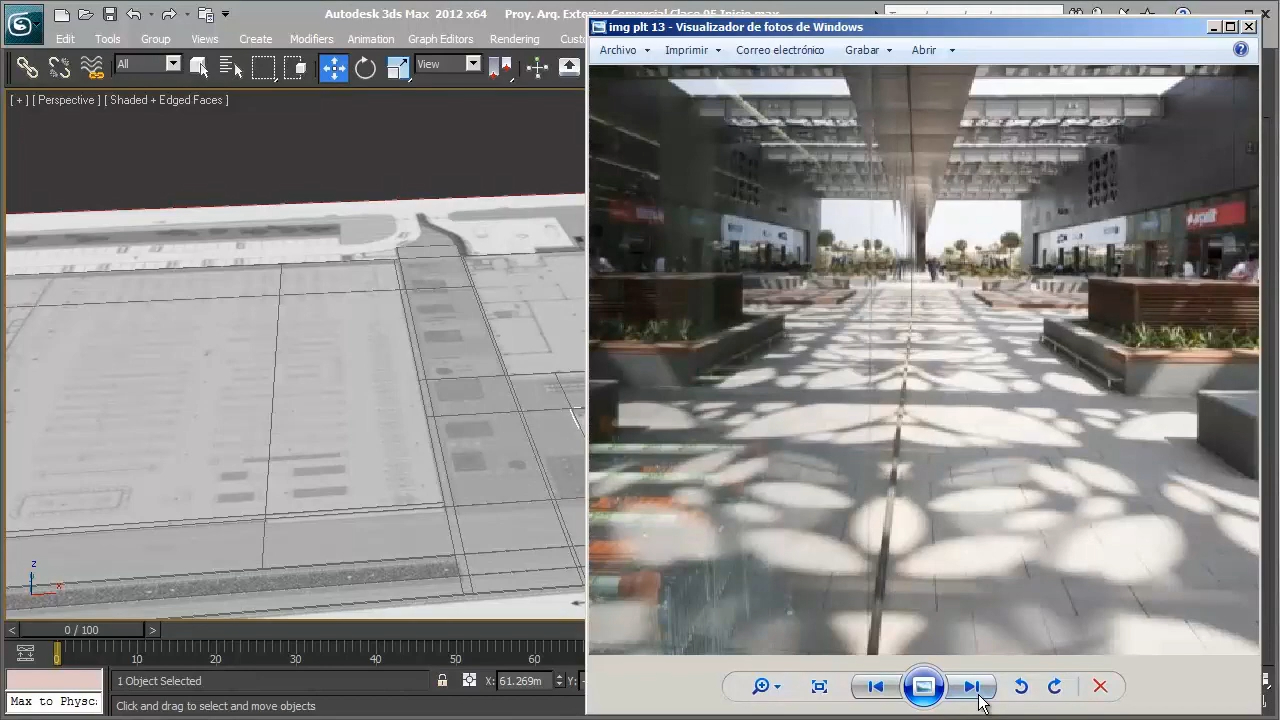 Autodesk 3ds Max 2012 x64 Proy. Arq. Exterior Comercial Clase 05 Inicio.max
Edit Tools Group Views Create Modifiers Animation Graph Editors Rendering
All View
[ + ] [ Perspective ] [ Shaded + Edged Faces ]
img plt 13 - Visualizador de fotos de Windows
Archivo Imprimir Correo electrónico Grabar Abrir
z
x
0 / 100
0 10 20 30 40 50 60
1 Object Selected X: 61.269m Y:
Max to Physc
Click and drag to select and move objects